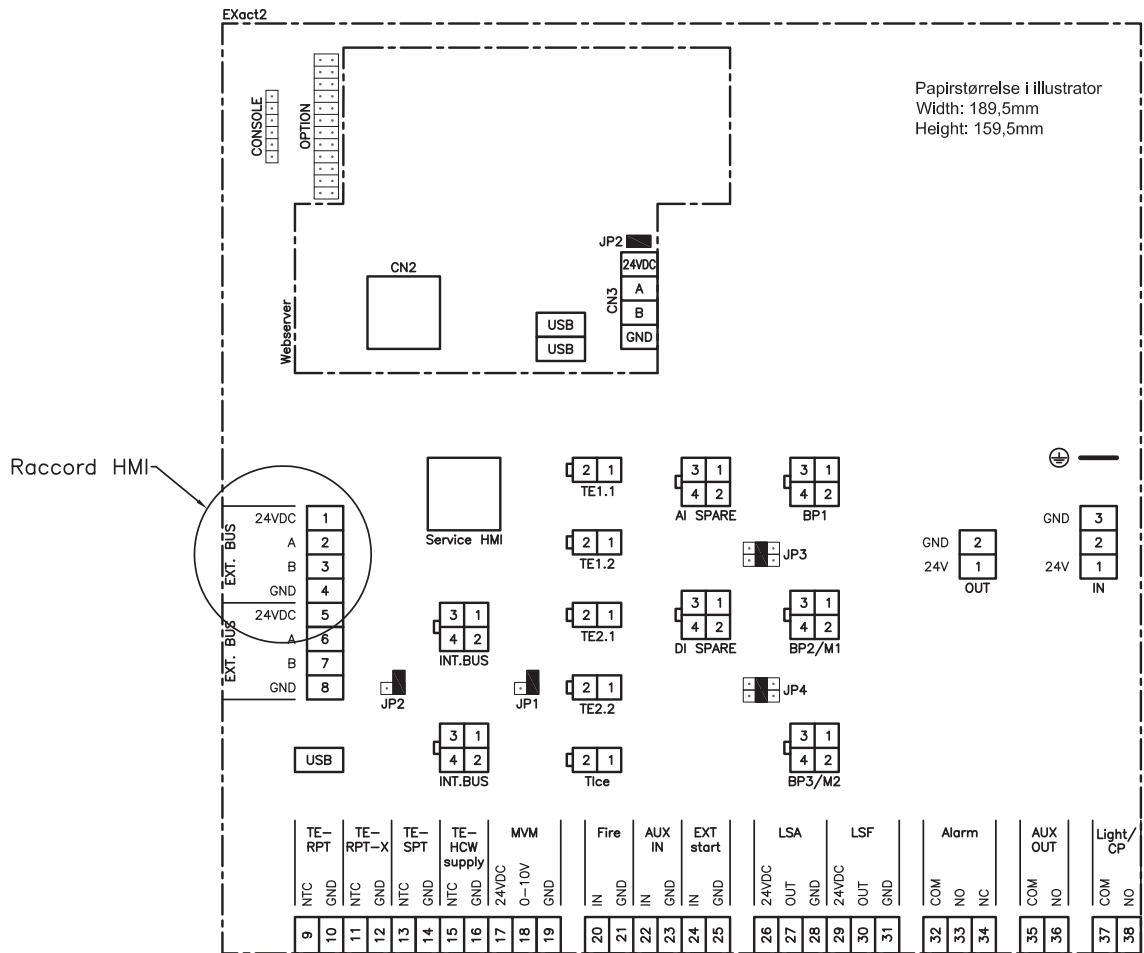 EXact2
Papirstørrelse i illustrator
Width: 189,5mm
Height: 159,5mm
CONSOLE
OPTION
Webserver
CN2
USB
USB
JP2
CN3
24VDC
A
B
GND
Raccord HMI
EXT. BUS
24VDC 1
A 2
B 3
GND 4
EXT. BUS
24VDC 5
A 6
B 7
GND 8
USB
Service HMI
3 1
4 2
INT.BUS
JP2
JP1
3 1
4 2
INT.BUS
2 1
TE1.1
2 1
TE1.2
2 1
TE2.1
2 1
TE2.2
2 1
TIce
3 1
4 2
AI SPARE
3 1
4 2
DI SPARE
3 1
4 2
BP1
JP3
3 1
4 2
BP2/M1
JP4
3 1
4 2
BP3/M2
GND 2
24V 1
OUT
GND 3
2
24V 1
IN
TE-
RPT
NTC GND
9 10
TE-
RPT-X
NTC GND
11 12
TE-
SPT
NTC GND
13 14
TE-
HCW
supply
NTC GND
15 16
MVM
24VDC 0-10V GND
17 18 19
Fire
IN GND
20 21
AUX
IN
IN GND
22 23
EXT
start
IN GND
24 25
LSA
24VDC OUT GND
26 27 28
LSF
24VDC OUT GND
29 30 31
Alarm
COM NO NC
32 33 34
AUX
OUT
COM NO
35 36
Light/
CP
COM NO
37 38